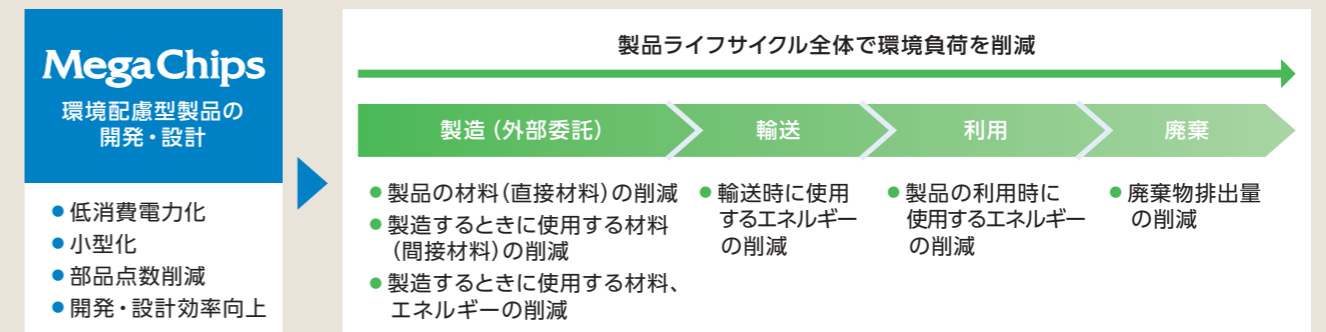 MegaChips
環境配慮型製品の
開発・設計
● 低消費電力化
● 小型化
● 部品点数削減
● 開発・設計効率向上
製品ライフサイクル全体で環境負荷を削減
製造（外部委託）
輸送
利用
廃棄
● 製品の材料（直接材料）の削減
● 製造するときに使用する材料
（間接材料）の削減
● 製造するときに使用する材料、
エネルギーの削減
● 輸送時に使用
するエネルギー
の削減
● 製品の利用時に
使用するエネルギー
の削減
● 廃棄物排出量
の削減